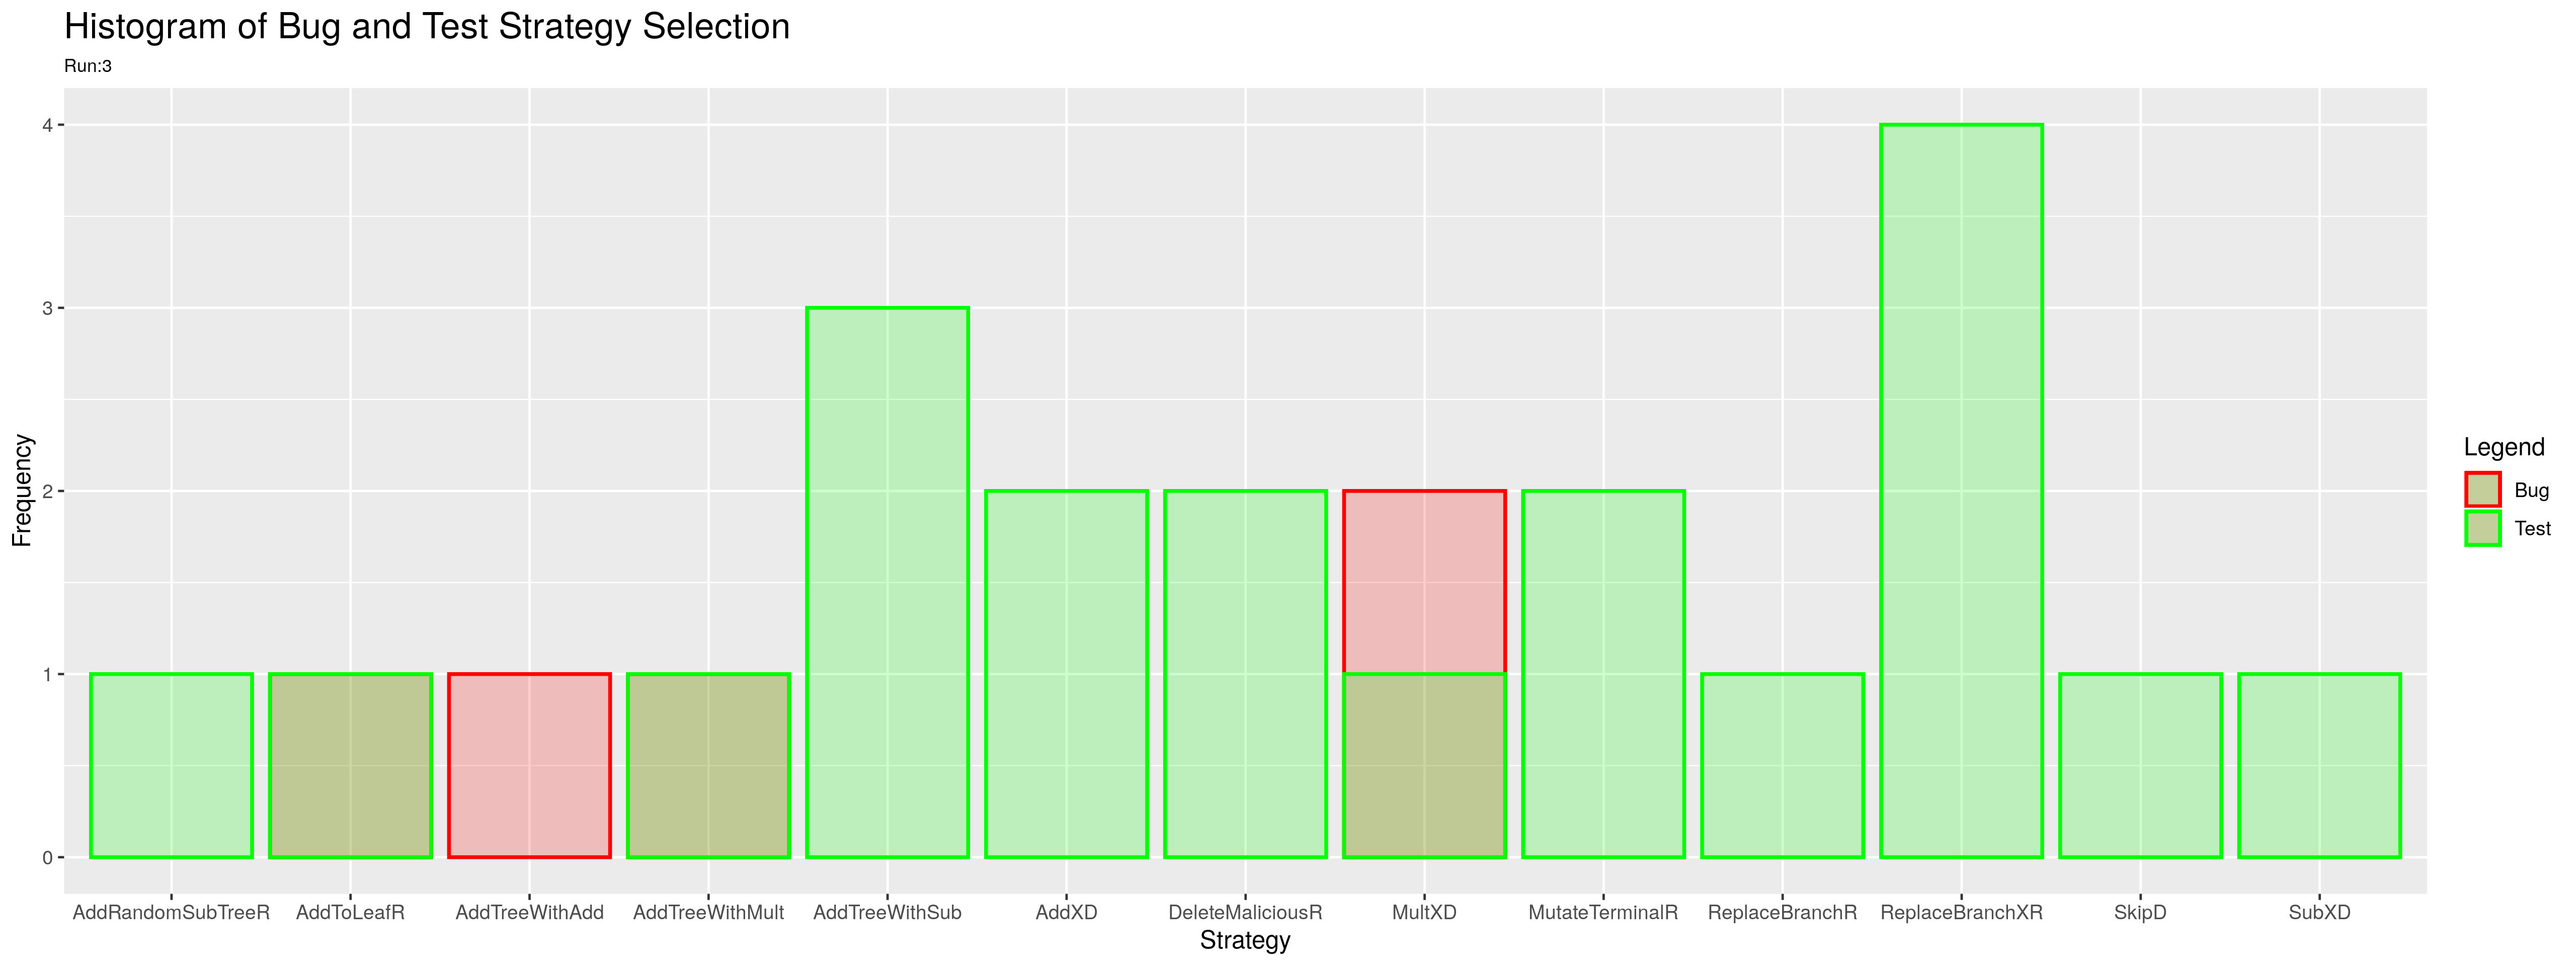 Histogram of Bug and Test Strategy Selection
Run:3
Frequency
4
3
2
1
0
AddRandomSubTreeR AddToLeafR AddTreeWithAdd AddTreeWithMult AddTreeWithSub AddXD DeleteMaliciousR MultXD MutateTerminalR ReplaceBranchR ReplaceBranchXR SkipD SubXD
Strategy
Legend
Bug
Test